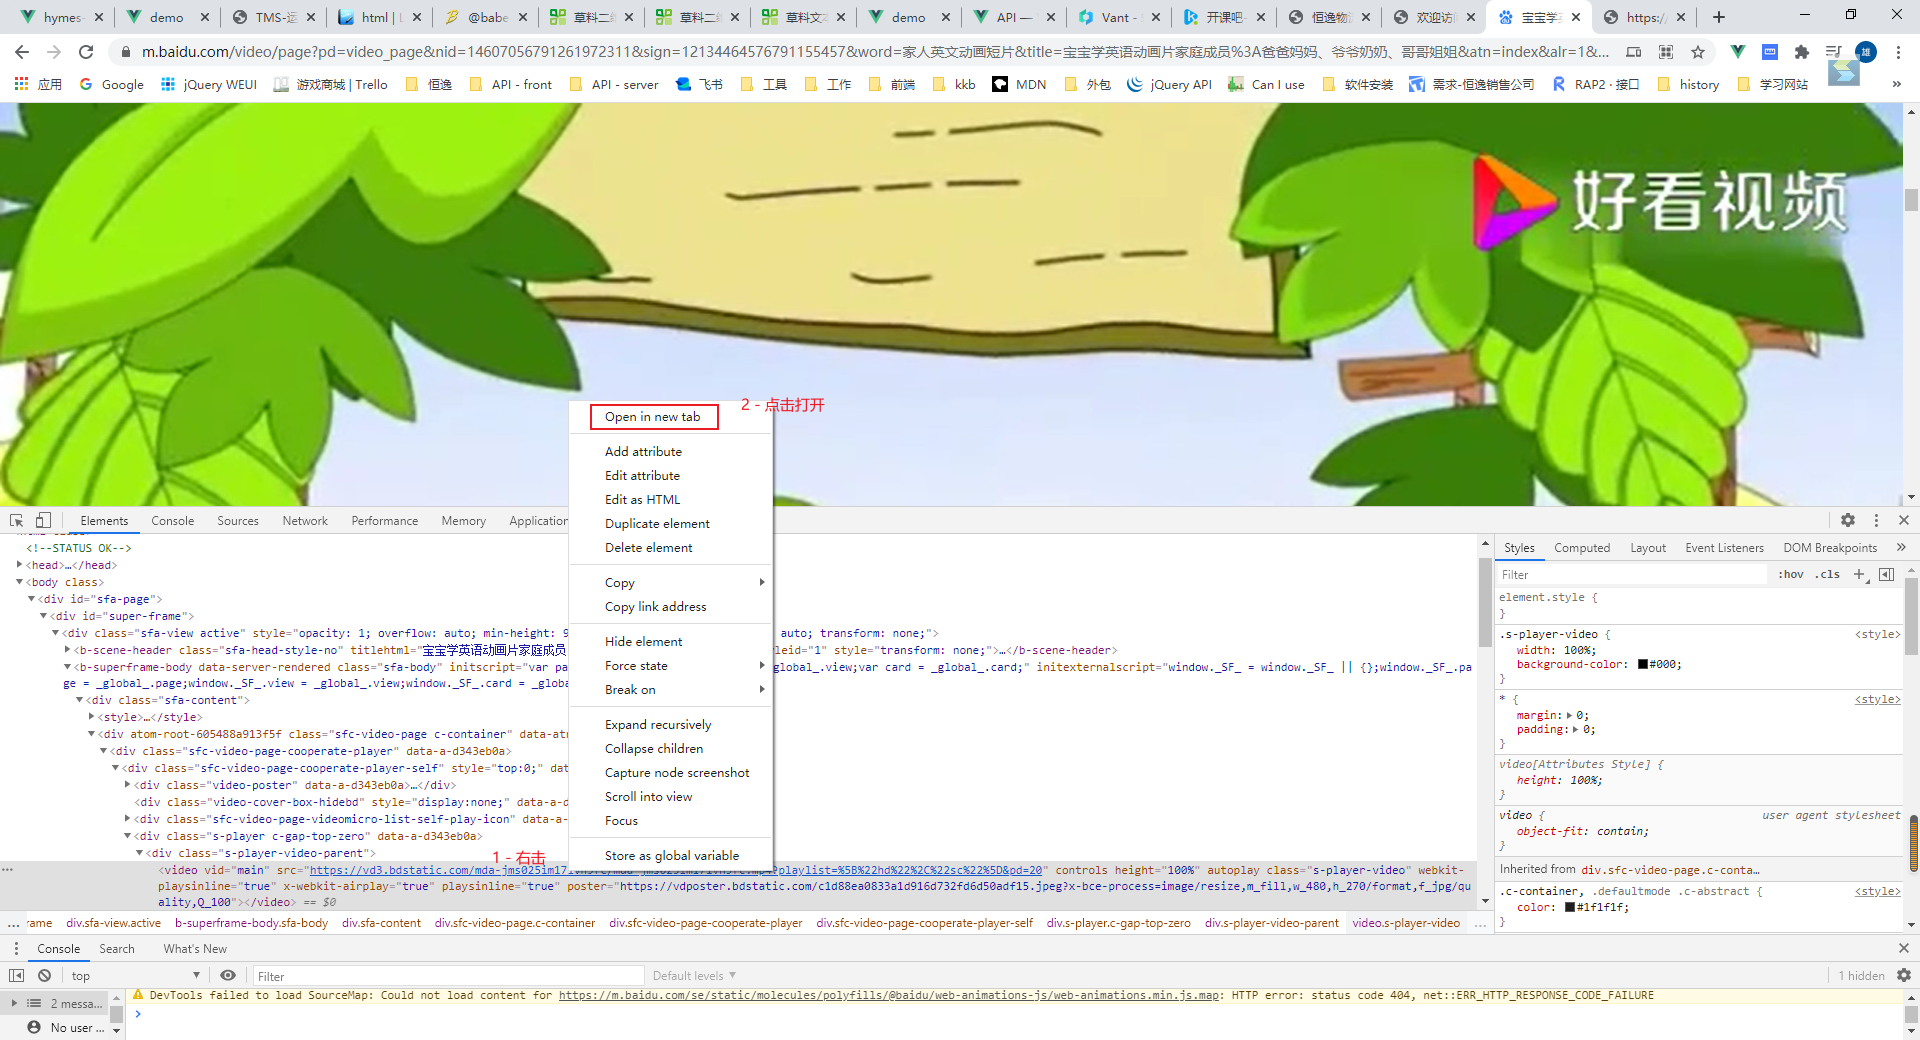 hymes-
demo
TMS-运
html | L
@babe
草料二维
草料二维
草料文本
demo
API —
Vant -
开课吧
恒逸物流
欢迎访问
宝宝学英
https://
m.baidu.com/video/page?pd=video_page&nid=14607056791261972311&sign=12134464576791155457&word=家人英文动画短片&title=宝宝学英语动画片家庭成员%3A爸爸妈妈、爷爷奶奶、哥哥姐姐&atn=index&alr=1&...
雄
应用
Google
jQuery WEUI
游戏商城 | Trello
恒逸
API - front
API - server
飞书
工具
工作
前端
kkb
MDN
外包
jQuery API
Can I use
软件安装
需求-恒逸销售公司
RAP2 · 接口
history
学习网站
»
好看视频
2 - 点击打开
Open in new tab
Add attribute
Edit attribute
Edit as HTML
Duplicate element
Delete element
Copy
Copy link address
Hide element
Force state
Break on
Expand recursively
Collapse children
Capture node screenshot
Scroll into view
Focus
Store as global variable
1 - 右击
Elements
Console
Sources
Network
Performance
Memory
Application
<!--STATUS OK-->
<head>…</head>
<body class>
<div id="sfa-page">
<div id="super-frame">
<div class="sfa-view active" style="opacity: 1; overflow: auto; min-height: 9
auto; transform: none;">
<b-scene-header class="sfa-head-style-no" titlehtml="宝宝学英语动画片家庭成员
yleid="1" style="transform: none;">…</b-scene-header>
<b-superframe-body data-server-rendered class="sfa-body" initscript="var pa
global_.view;var card = _global_.card;" initexternalscript="window._SF_ = window._SF_ || {};window._SF_.pa
ge = _global_.page;window._SF_.view = _global_.view;window._SF_.card = _globa
<div class="sfa-content">
<style>…</style>
<div atom-root-605488a913f5f class="sfc-video-page c-container" data-ato
<div class="sfc-video-page-cooperate-player" data-a-d343eb0a>
<div class="sfc-video-page-cooperate-player-self" style="top:0;" dat
<div class="video-poster" data-a-d343eb0a>…</div>
<div class="video-cover-box-hidebd" style="display:none;" data-a-d
<div class="sfc-video-page-videomicro-list-self-play-icon" data-a-
<div class="s-player c-gap-top-zero" data-a-d343eb0a>
<div class="s-player-video-parent">
playlist=%5B%22hd%22%2C%22sc%22%5D&pd=20" controls height="100%" autoplay class="s-player-video" webkit-
playsinline="true" x-webkit-airplay="true" playsinline="true" poster="https://vdposter.bdstatic.com/c1d88ea0833a1d916d732fd6d50adf15.jpeg?x-bce-process=image/resize,m_fill,w_480,h_270/format,f_jpg/qu
ality,Q_100"></video> == $0
... rame
div.sfa-view.active
b-superframe-body.sfa-body
div.sfa-content
div.sfc-video-page.c-container
div.sfc-video-page-cooperate-player
div.sfc-video-page-cooperate-player-self
div.s-player.c-gap-top-zero
div.s-player-video-parent
video.s-player-video
...
Styles
Computed
Layout
Event Listeners
DOM Breakpoints
»
Filter
:hov
.cls
element.style {
}
.s-player-video {
<style>
width: 100%;
background-color: #000;
}
* {
<style>
margin: 0;
padding: 0;
}
video[Attributes Style] {
height: 100%;
}
video {
user agent stylesheet
object-fit: contain;
}
Inherited from div.sfc-video-page.c-conta…
.c-container, .defaultmode .c-abstract {
<style>
color: #1f1f1f;
}
Console
Search
What's New
top
Filter
Default levels
1 hidden
2 messa...
No user ...
DevTools failed to load SourceMap: Could not load content for https://m.baidu.com/se/static/molecules/polyfills/@baidu/web-animations-js/web-animations.min.js.map: HTTP error: status code 404, net::ERR_HTTP_RESPONSE_CODE_FAILURE